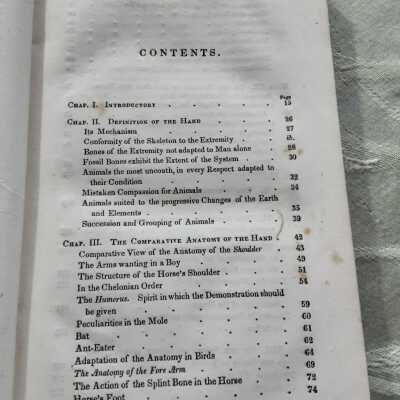 CONTENTS.
Page
CHAP. I. INTRODUCTORY . . . . . 15
CHAP. II. DEFINITION OF THE HAND . . . . 26
Its Mechanism . . . . . . 27
Conformity of the Skeleton to the Extremity . . ib.
Bones of the Extremity not adapted to Man alone . 28
Fossil Bones exhibit the Extent of the System . . 30
Animals the most uncouth, in every Respect adapted to
their Condition . . . . . 32
Mistaken Compassion for Animals . . . 34
Animals suited to the progressive Changes of the Earth
and Elements . . . . . 35
Succession and Grouping of Animals . . . 39
CHAP. III. THE COMPARATIVE ANATOMY OF THE HAND . 42
Comparative View of the Anatomy of the Shoulder . 43
The Arms wanting in a Boy . . . . 49
The Structure of the Horse's Shoulder . . . 51
In the Chelonian Order . . . . 54
The Humerus. Spirit in which the Demonstration should
be given . . . . . . 59
Peculiarities in the Mole . . . . 60
Bat . . . . . . . 61
Ant-Eater . . . . . . 62
Adaptation of the Anatomy in Birds . . . 64
The Anatomy of the Fore Arm . . . . 69
The Action of the Splint Bone in the Horse . . 72
Horse's Foot . . . . . . 74